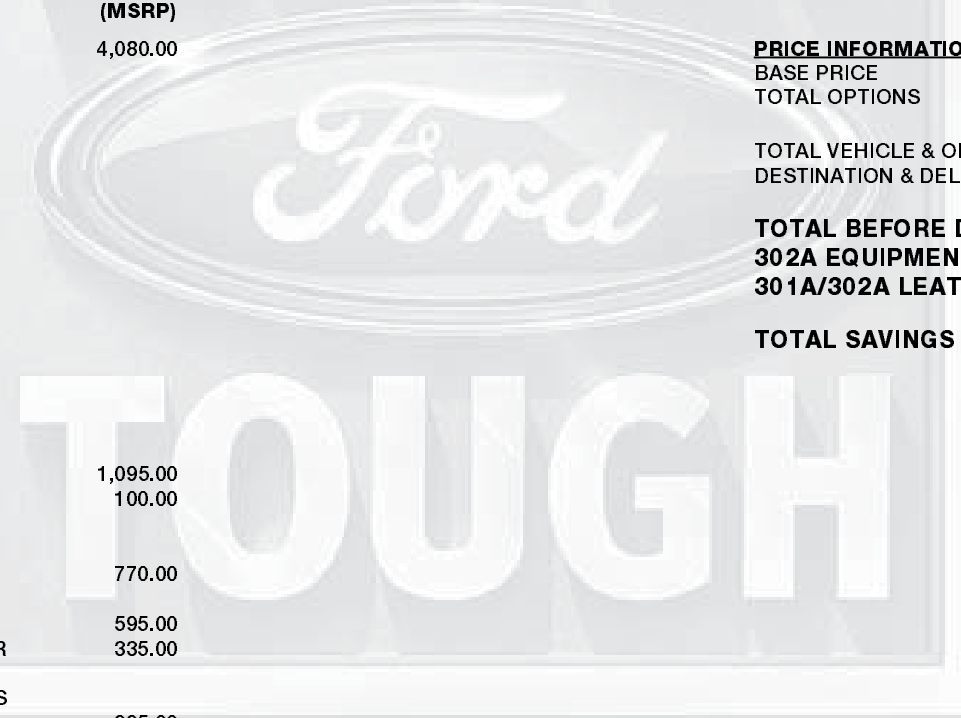 (MSRP)
4,080.00
1,095.00
100.00
770.00
595.00
R 335.00
S
Ford
TOUGH
PRICE INFORMATIO
BASE PRICE
TOTAL OPTIONS
TOTAL VEHICLE & O
DESTINATION & DEL
TOTAL BEFORE D
302A EQUIPMEN
301A/302A LEAT
TOTAL SAVINGS